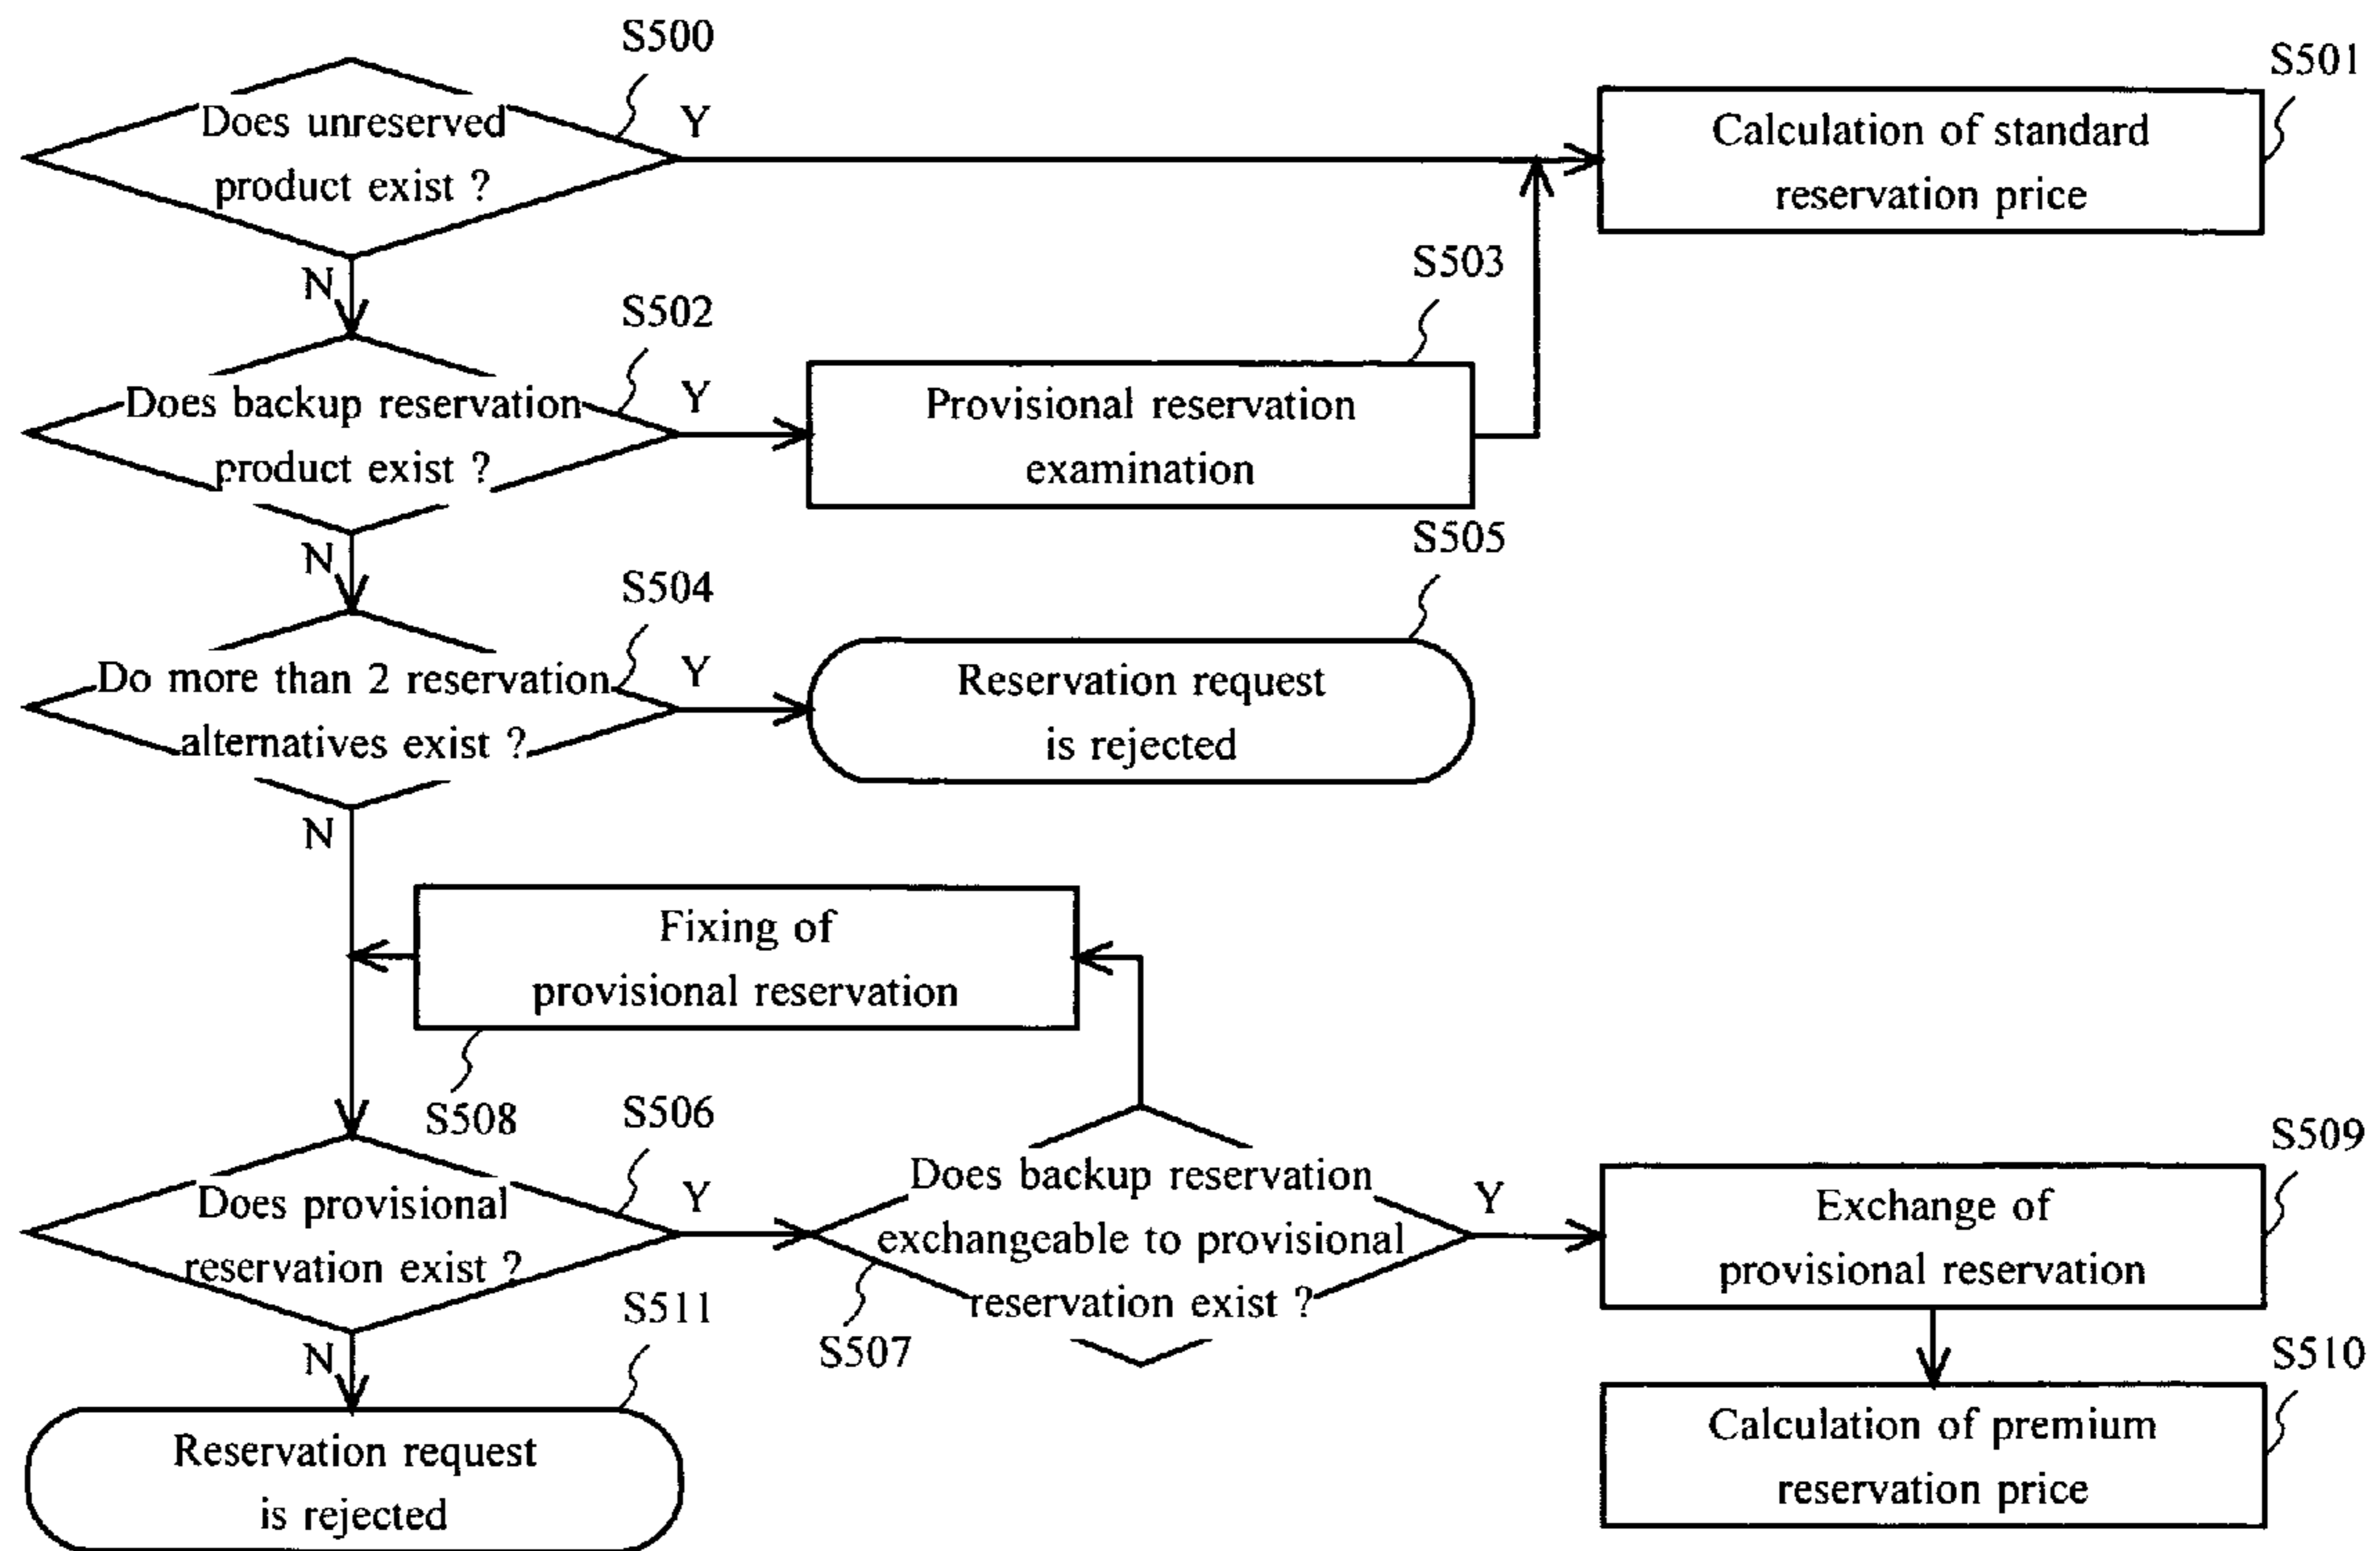 S500
Does unreserved
product exist ?
Y
N
S501
Calculation of standard
reservation price
S502
Does backup reservation
product exist ?
Y
N
S503
Provisional reservation
examination
S504
Do more than 2 reservation
alternatives exist ?
Y
N
S505
Reservation request
is rejected
Fixing of
provisional reservation
S508
S506
Does provisional
reservation exist ?
Y
N
Does backup reservation
exchangeable to provisional
reservation exist ?
S507
Y
S509
Exchange of
provisional reservation
S510
Calculation of premium
reservation price
S511
Reservation request
is rejected